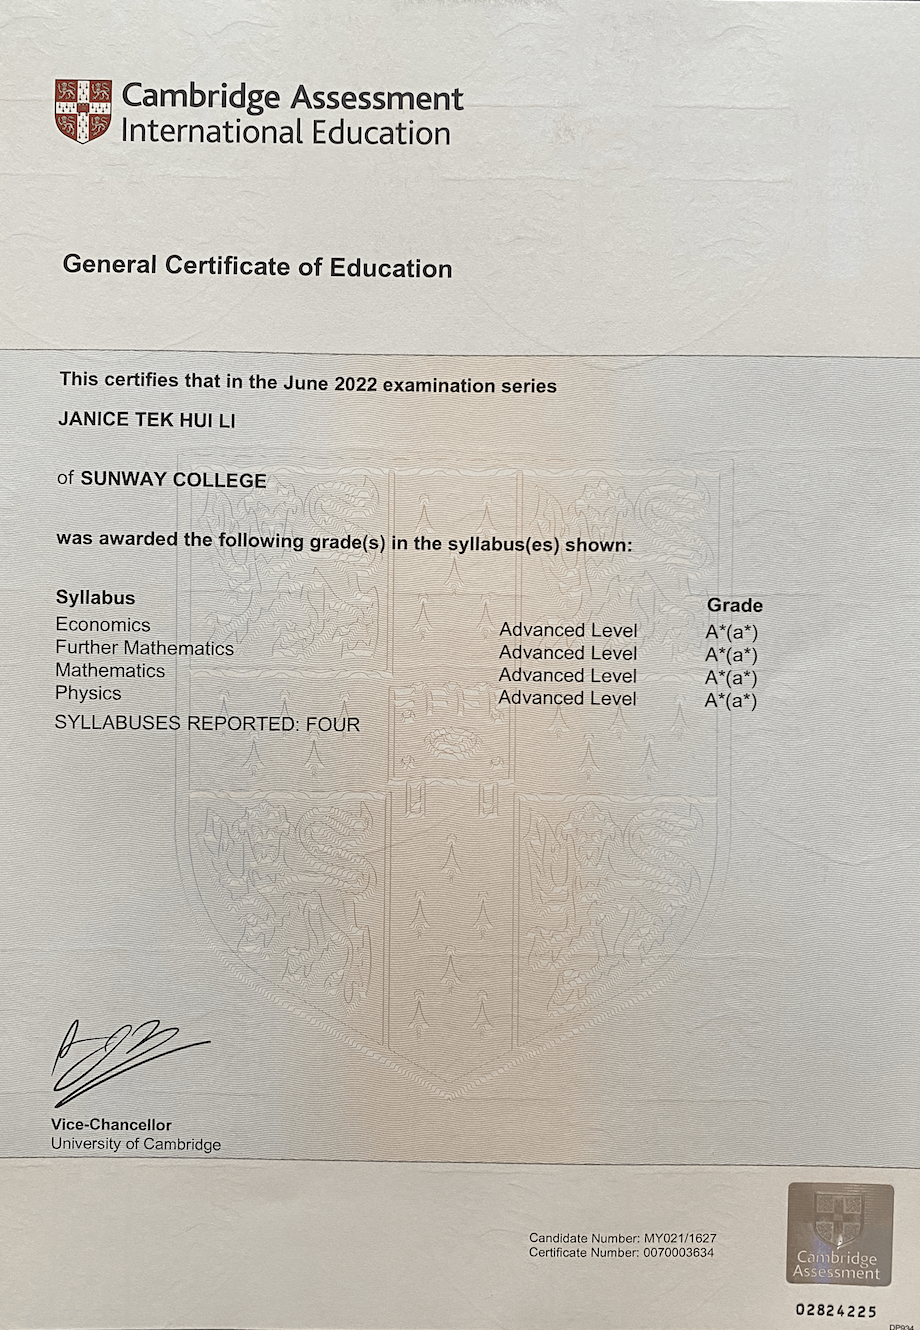 Cambridge Assessment
International Education
General Certificate of Education
This certifies that in the June 2022 examination series
JANICE TEK HUI LI
of SUNWAY COLLEGE
was awarded the following grade(s) in the syllabus(es) shown:
Syllabus Grade
Economics Advanced Level A*(a*)
Further Mathematics Advanced Level A*(a*)
Mathematics Advanced Level A*(a*)
Physics Advanced Level A*(a*)
SYLLABUSES REPORTED: FOUR
Vice-Chancellor
University of Cambridge
Candidate Number: MY021/1627
Certificate Number: 0070003634
Cambridge
Assessment
02824225
DP934